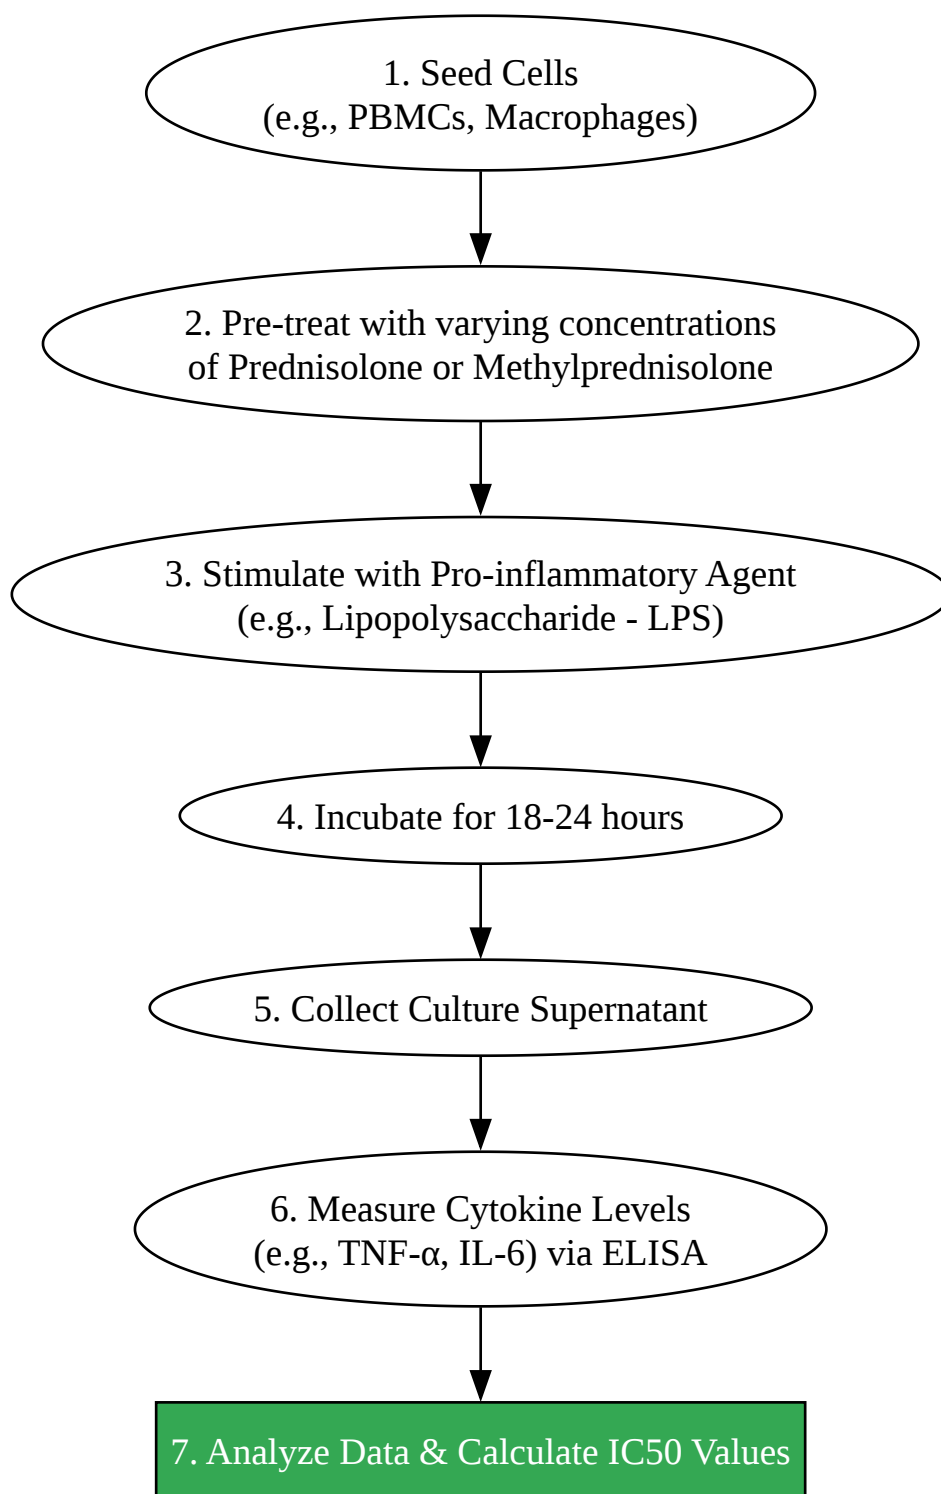 1. Seed Cells
(e.g., PBMCs, Macrophages)
2. Pre-treat with varying concentrations
of Prednisolone or Methylprednisolone
3. Stimulate with Pro-inflammatory Agent
(e.g., Lipopolysaccharide - LPS)
4. Incubate for 18-24 hours
5. Collect Culture Supernatant
6. Measure Cytokine Levels
(e.g., TNF-α, IL-6) via ELISA
7. Analyze Data & Calculate IC50 Values